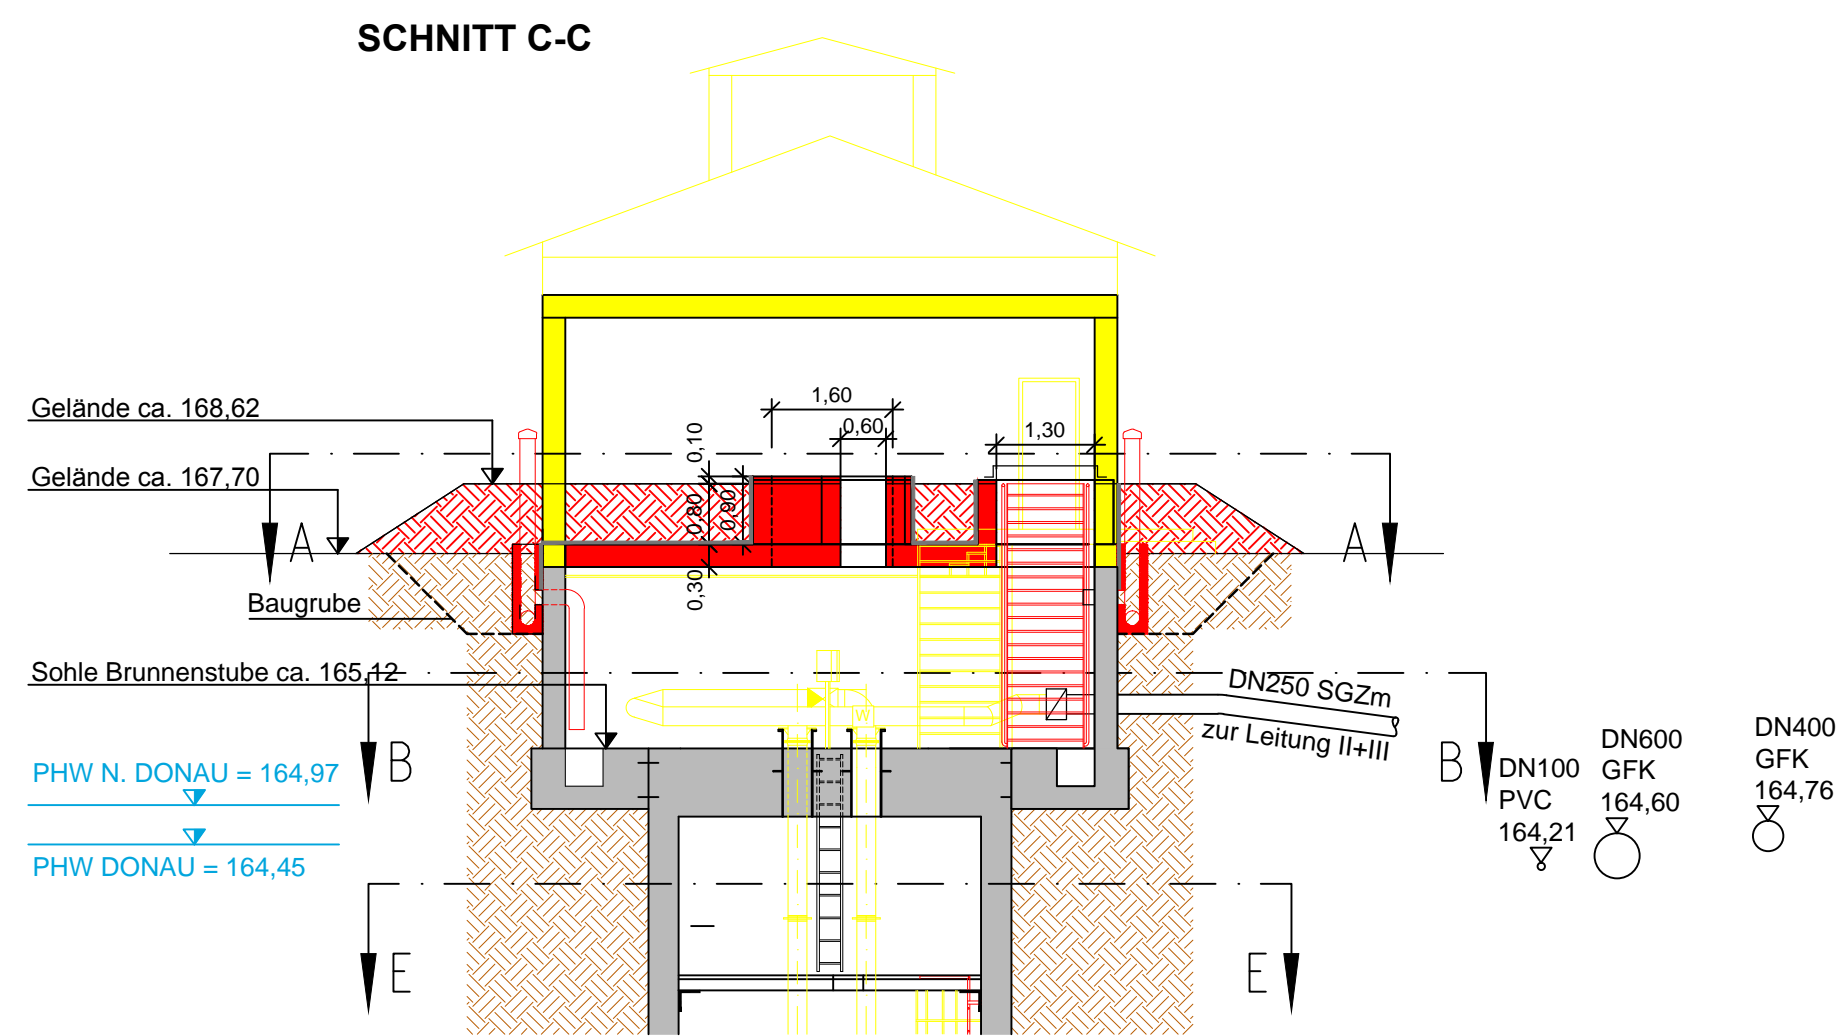 SCHNITT C-C
Gelände ca. 168,62
Gelände ca. 167,70
1,60
0,60
1,30
0,10
0,80
0,90
0,30
A
A
Baugrube
Sohle Brunnenstube ca. 165,12
DN250 SGZm
zur Leitung II+III
W
B
B
PHW N. DONAU = 164,97
PHW DONAU = 164,45
DN100
PVC
164,21
DN600
GFK
164,60
DN400
GFK
164,76
E
E